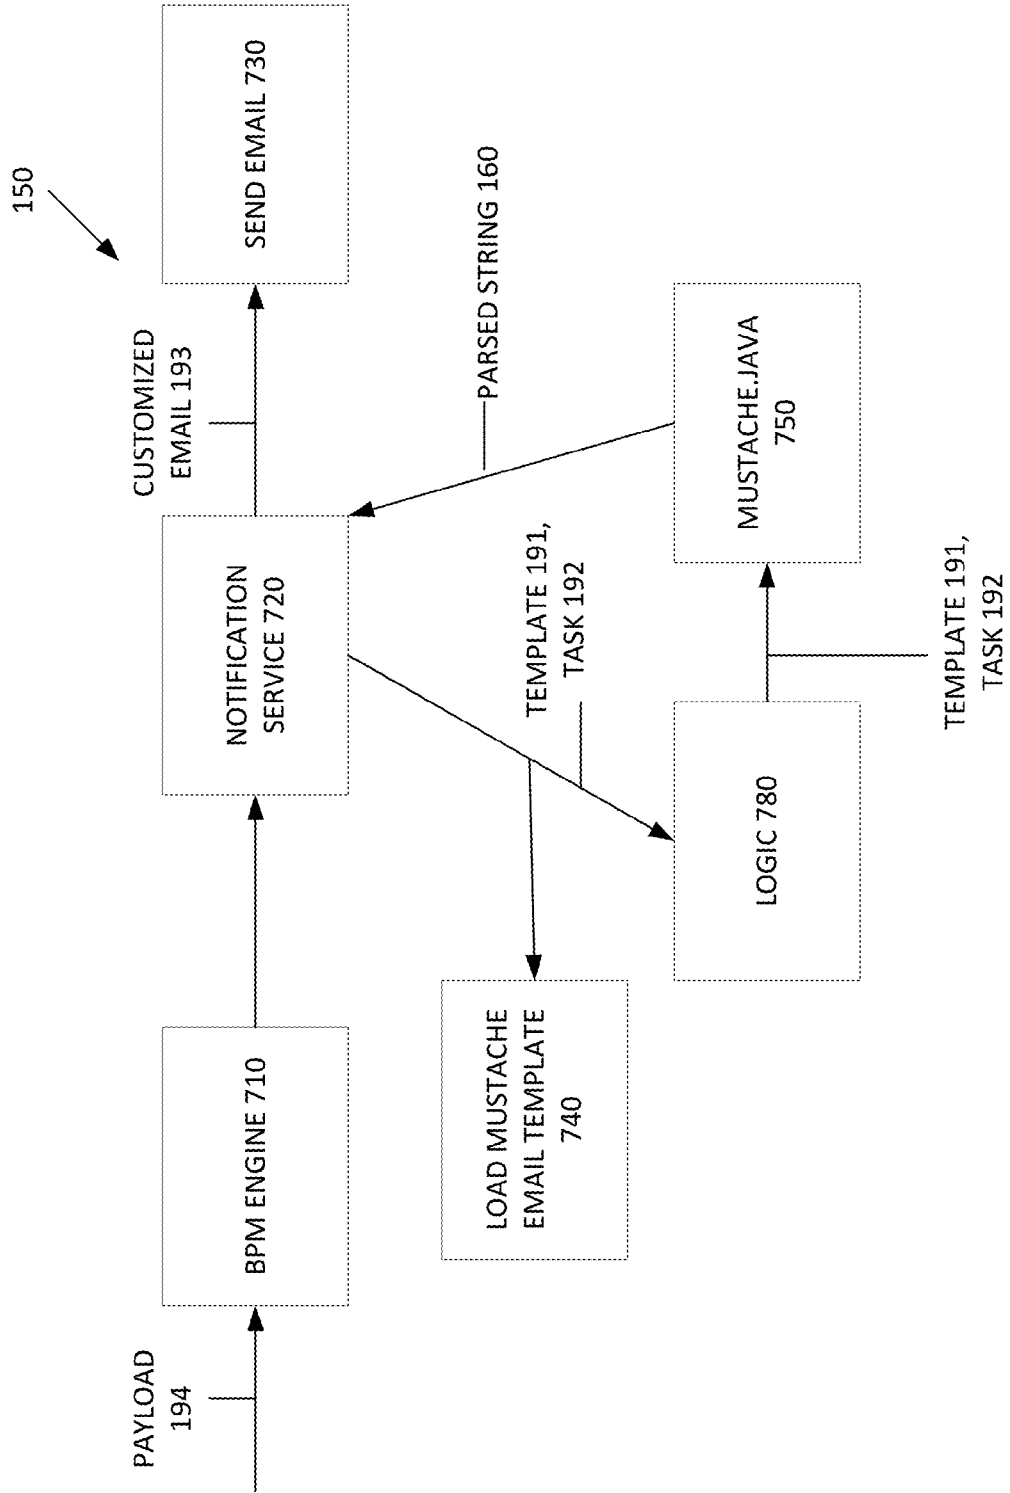 150
PAYLOAD
194
BPM ENGINE 710
NOTIFICATION
SERVICE 720
CUSTOMIZED
EMAIL 193
SEND EMAIL 730
LOAD MUSTACHE
EMAIL TEMPLATE
740
TEMPLATE 191,
TASK 192
PARSED STRING 160
LOGIC 780
MUSTACHE.JAVA
750
TEMPLATE 191,
TASK 192